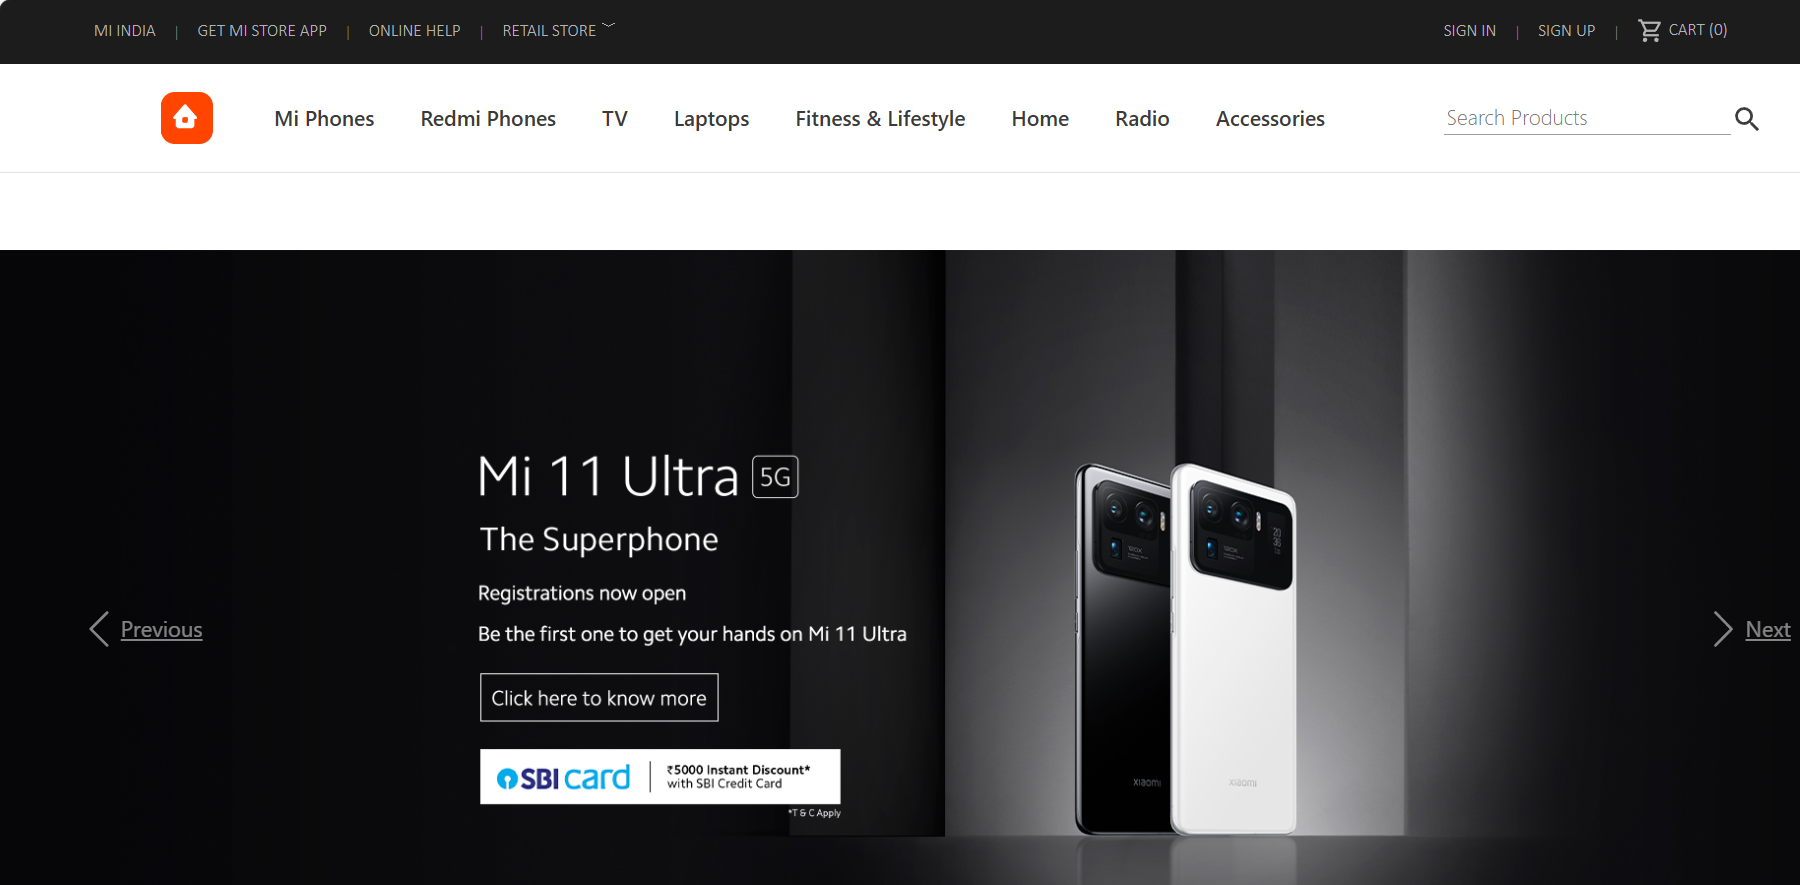 MI INDIA | GET MI STORE APP | ONLINE HELP | RETAIL STORE
SIGN IN | SIGN UP | CART (0)
Mi Phones Redmi Phones TV Laptops Fitness & Lifestyle Home Radio Accessories
Search Products
Mi 11 Ultra 5G
The Superphone
Registrations now open
Be the first one to get your hands on Mi 11 Ultra
Previous
Next
Click here to know more
SBI card | ₹5000 Instant Discount*
with SBI Credit Card
*T & C Apply
120X
120X
xiaomi
xiaomi